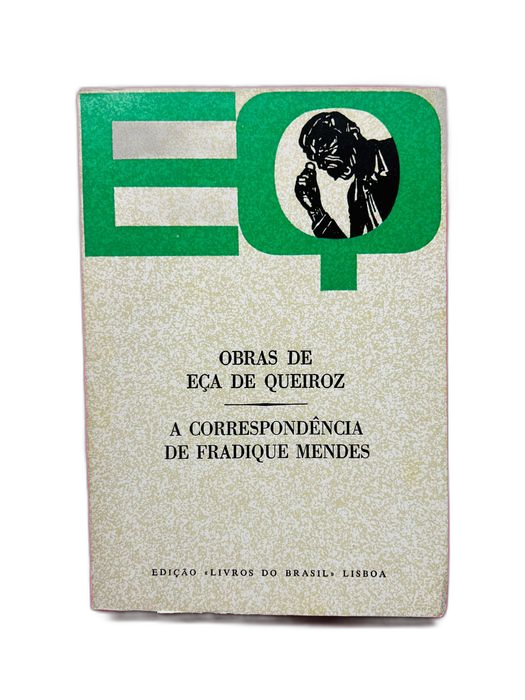 EQ
OBRAS DE
EÇA DE QUEIROZ
A CORRESPONDÊNCIA
DE FRADIQUE MENDES
EDIÇÃO «LIVROS DO BRASIL» LISBOA